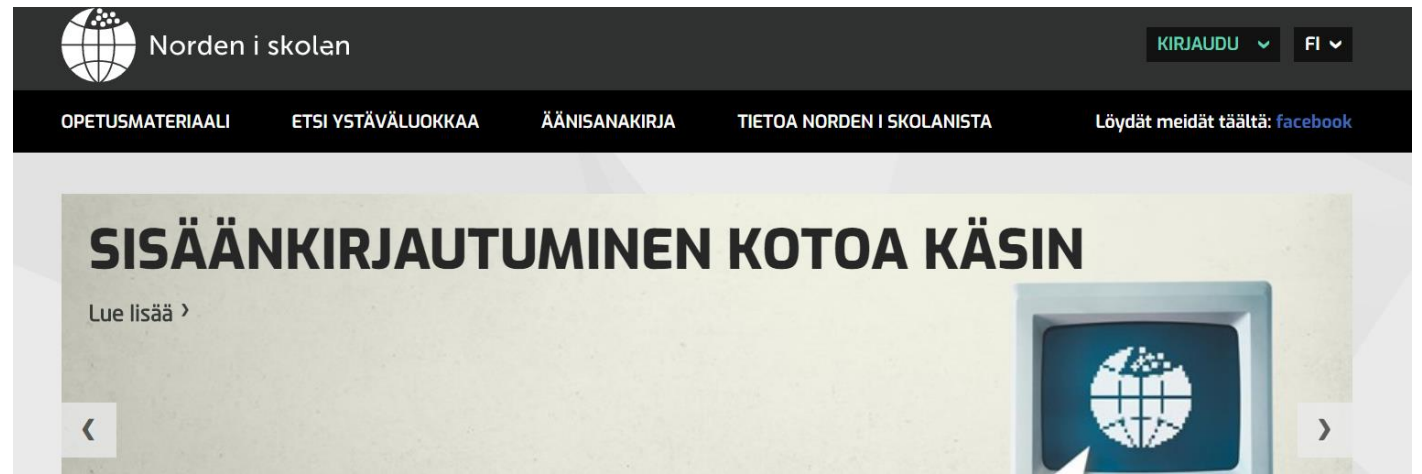 Norden i skolan
KIRJAUDU FI
OPETUSMATERIAALI ETSI YSTÄVÄLUOKKAA ÄÄNISANAKIRJA TIETOA NORDEN I SKOLANISTA Löydät meidät täältä: facebook
SISÄÄNKIRJAUTUMINEN KOTOA KÄSIN
Lue lisää